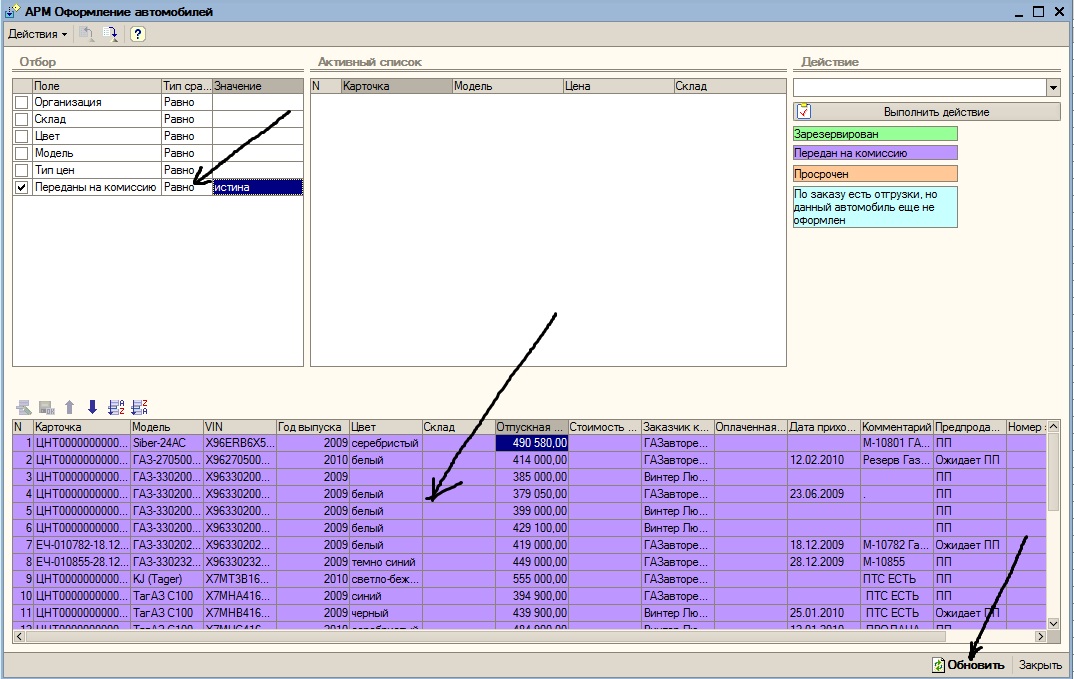 АРМ Оформление автомобилей
Действия
Отбор
Активный список
Действие
Поле Тип сра... Значение
Организация Равно
Склад Равно
Цвет Равно
Модель Равно
Тип цен Равно
Переданы на комиссию Равно истина
N Карточка Модель Цена Склад
Выполнить действие
Зарезервирован
Передан на комиссию
Просрочен
По заказу есть отгрузки, но
данный автомобиль еще не
оформлен
N Карточка Модель VIN Год выпуска Цвет Склад Отпускная ... Стоимость ... Заказчик к... Оплаченная... Дата прихо... Комментарий Предпрода... Номер
1 ЦНТ0000000000... Siber-24AC X96ERB6X5... 2009 серебристый 490 580,00 ГАЗавторе... М-10801 ГА... ПП
2 ЦНТ0000000000... ГАЗ-270500... X96270500... 2010 белый 414 000,00 ГАЗавторе... 12.02.2010 Резерв Газ... Ожидает ПП
3 ЦНТ0000000000... ГАЗ-330200... X96330200... 2009 385 000,00 Винтер Лю... ПП
4 ЦНТ0000000000... ГАЗ-330200... X96330200... 2009 белый 379 050,00 ГАЗавторе... 23.06.2009 . ПП
5 ЦНТ0000000000... ГАЗ-330200... X96330200... 2009 белый 399 000,00 Винтер Лю... ПП
6 ЦНТ0000000000... ГАЗ-330200... X96330200... 2009 белый 429 100,00 Винтер Лю... ПП
7 ЕЧ-010782-18.12... ГАЗ-330202... X96330202... 2009 белый 419 000,00 ГАЗавторе... 18.12.2009 М-10782 Га... Ожидает ПП
8 ЕЧ-010855-28.12... ГАЗ-330232... X96330232... 2009 темно синий 449 000,00 ГАЗавторе... 28.12.2009 М-10855 ПП
9 ЦНТ0000000000... KJ (Tager) X7MT3B16... 2010 светло-беж... 555 000,00 ГАЗавторе... ПТС ЕСТЬ ПП
10 ЦНТ0000000000... ТагАЗ С100 X7MHA416... 2009 синий 394 900,00 ГАЗавторе... ПТС ЕСТЬ ПП
11 ЦНТ0000000000... ТагАЗ С100 X7MHB416... 2009 черный 439 900,00 Винтер Лю... 25.01.2010 ПТС ЕСТЬ Ожидает ПП
Обновить Закрыть